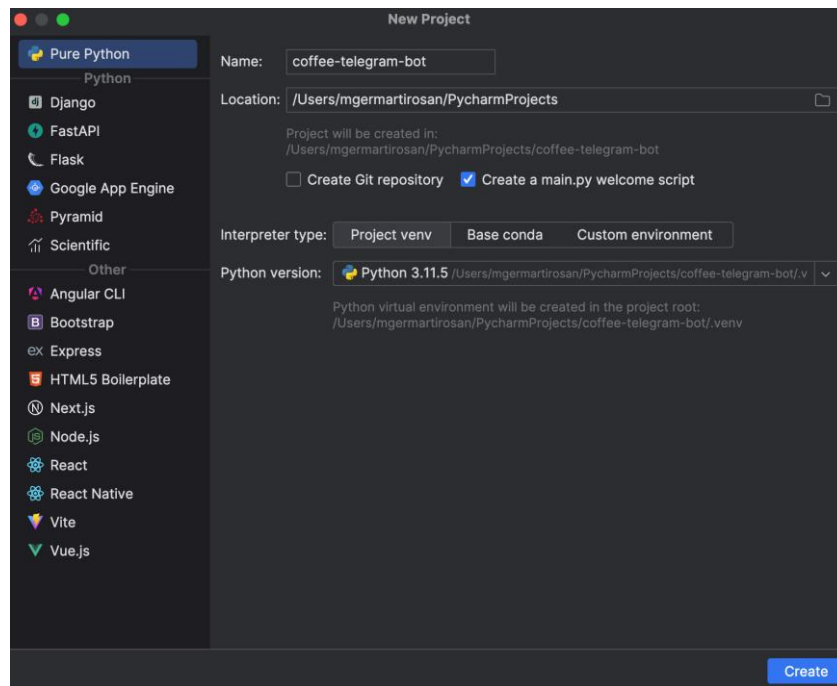 New Project
Pure Python
Python
Django
FastAPI
Flask
Google App Engine
Pyramid
Scientific
Other
Angular CLI
Bootstrap
Express
HTML5 Boilerplate
Next.js
Node.js
React
React Native
Vite
Vue.js
Name: coffee-telegram-bot
Location: /Users/mgermartirosan/PycharmProjects
Project will be created in:
/Users/mgermartirosan/PycharmProjects/coffee-telegram-bot
Create Git repository Create a main.py welcome script
Interpreter type: Project venv Base conda Custom environment
Python version: Python 3.11.5 /Users/mgermartirosan/PycharmProjects/coffee-telegram-bot/.v
Python virtual environment will be created in the project root:
/Users/mgermartirosan/PycharmProjects/coffee-telegram-bot/.venv
Create